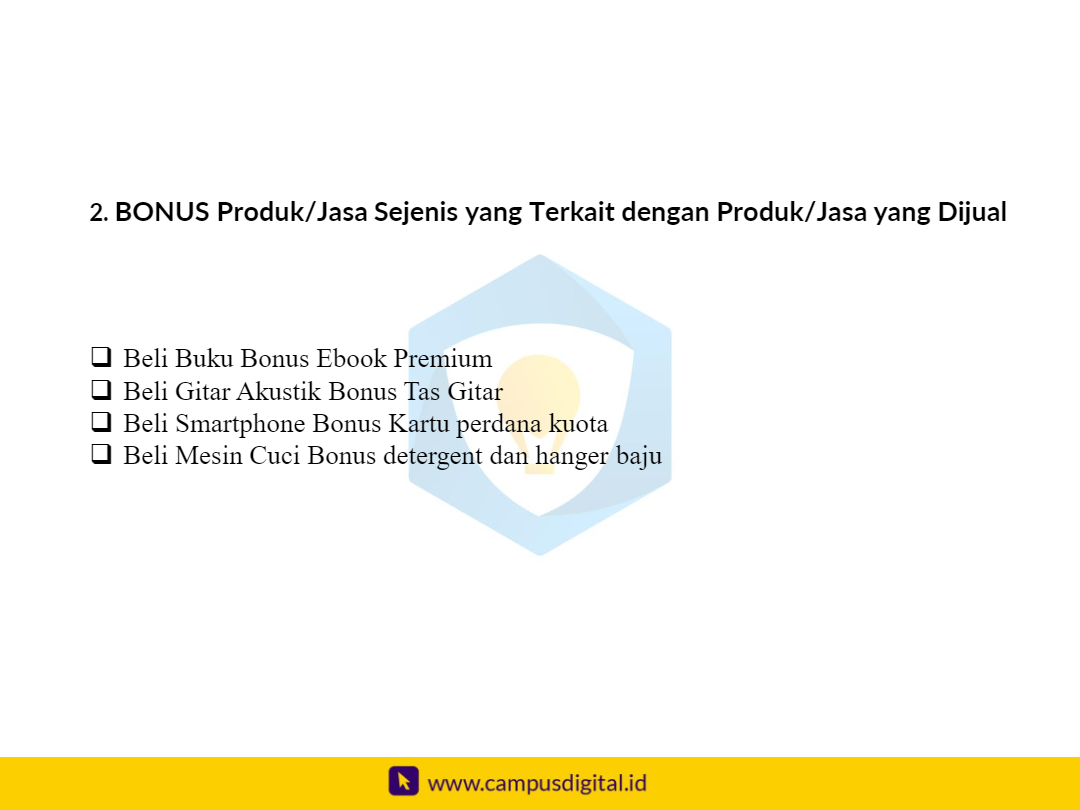 2. BONUS Produk/Jasa Sejenis yang Terkait dengan Produk/Jasa yang Dijual
❑ Beli Buku Bonus Ebook Premium
❑ Beli Gitar Akustik Bonus Tas Gitar
❑ Beli Smartphone Bonus Kartu perdana kuota
❑ Beli Mesin Cuci Bonus detergent dan hanger baju
www.campusdigital.id